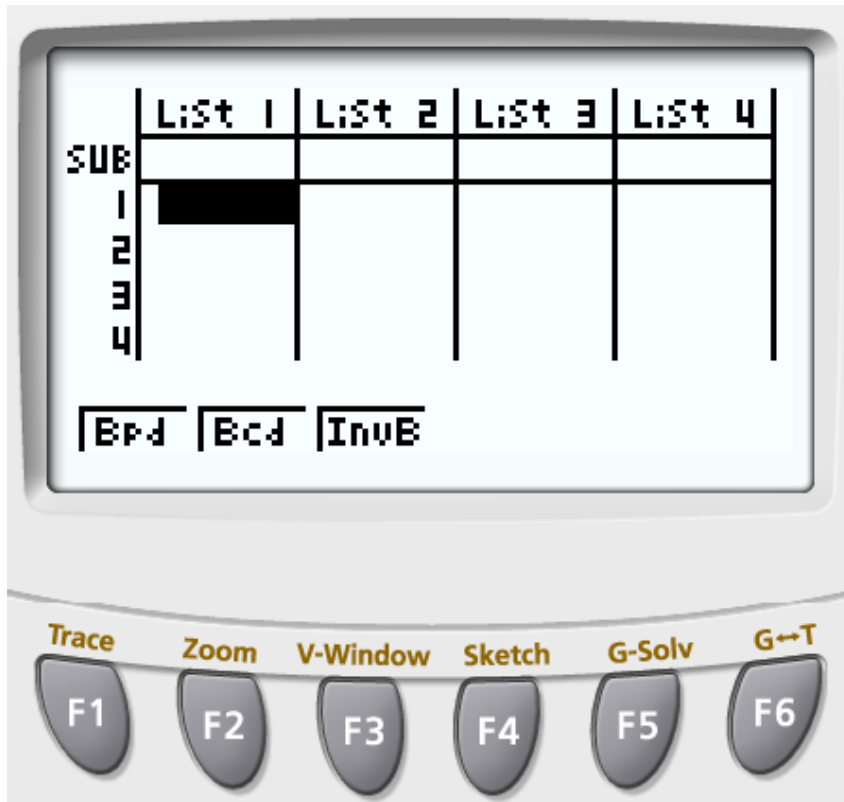 List 1 List 2 List 3 List 4
SUB
1
2
3
4
Bpd Bcd InvB
Trace Zoom V-Window Sketch G-Solv G↔T
F1 F2 F3 F4 F5 F6